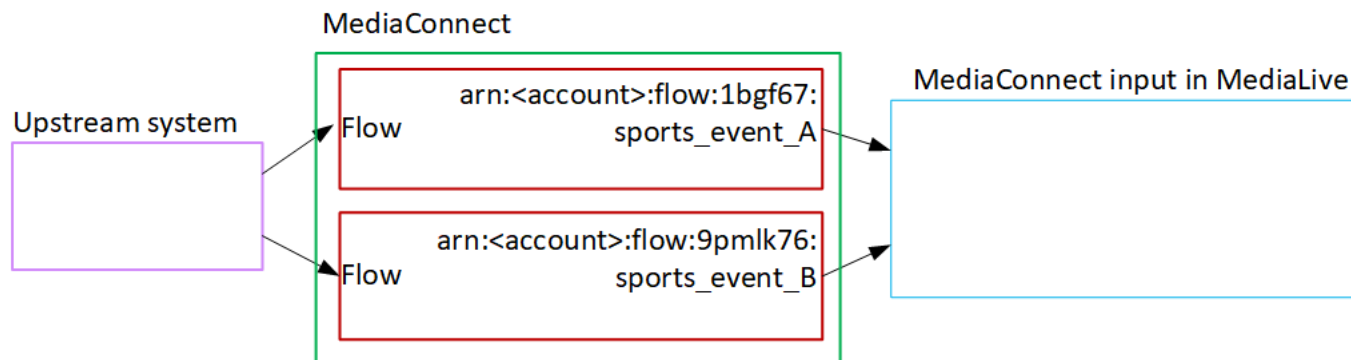 MediaConnect
MediaConnect input in MediaLive
Upstream system
arn:<account>:flow:1bgf67:
Flow
sports_event_A
arn:<account>:flow:9pmlk76:
Flow
sports_event_B